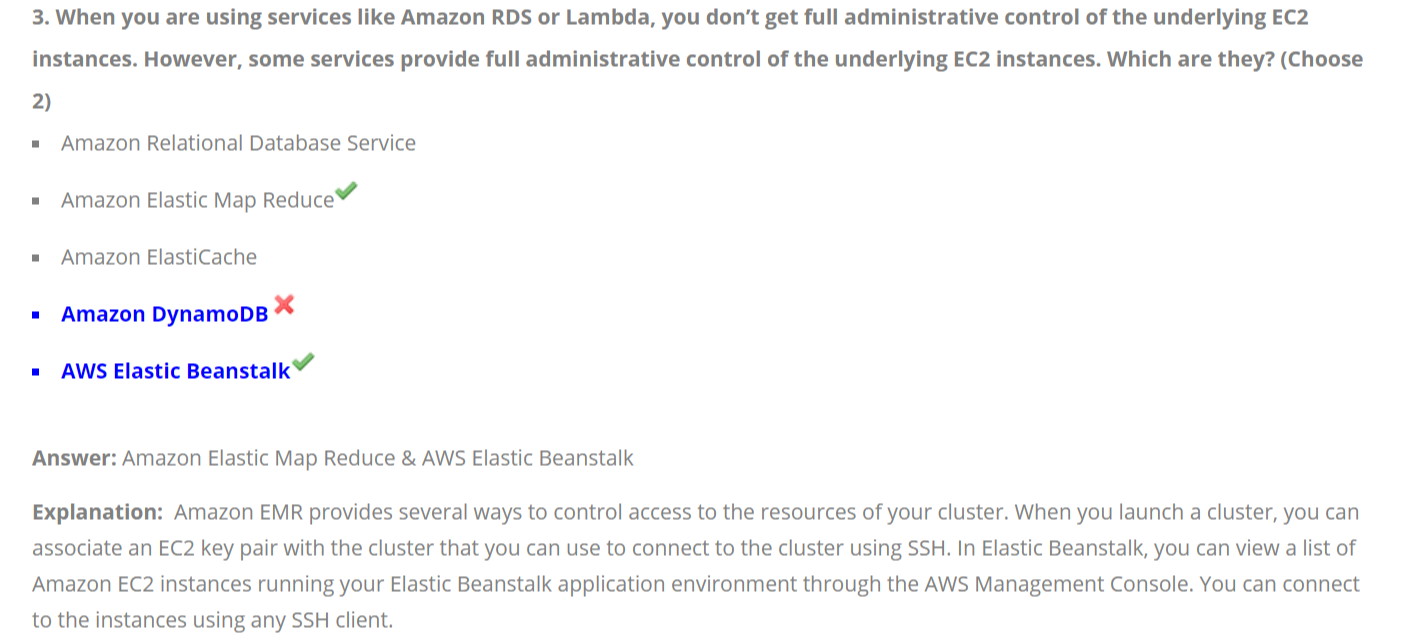 3. When you are using services like Amazon RDS or Lambda, you don’t get full administrative control of the underlying EC2
instances. However, some services provide full administrative control of the underlying EC2 instances. Which are they? (Choose
2)
Amazon Relational Database Service
Amazon Elastic Map Reduce
Amazon ElastiCache
Amazon DynamoDB
AWS Elastic Beanstalk
Answer: Amazon Elastic Map Reduce & AWS Elastic Beanstalk
Explanation: Amazon EMR provides several ways to control access to the resources of your cluster. When you launch a cluster, you can
associate an EC2 key pair with the cluster that you can use to connect to the cluster using SSH. In Elastic Beanstalk, you can view a list of
Amazon EC2 instances running your Elastic Beanstalk application environment through the AWS Management Console. You can connect
to the instances using any SSH client.